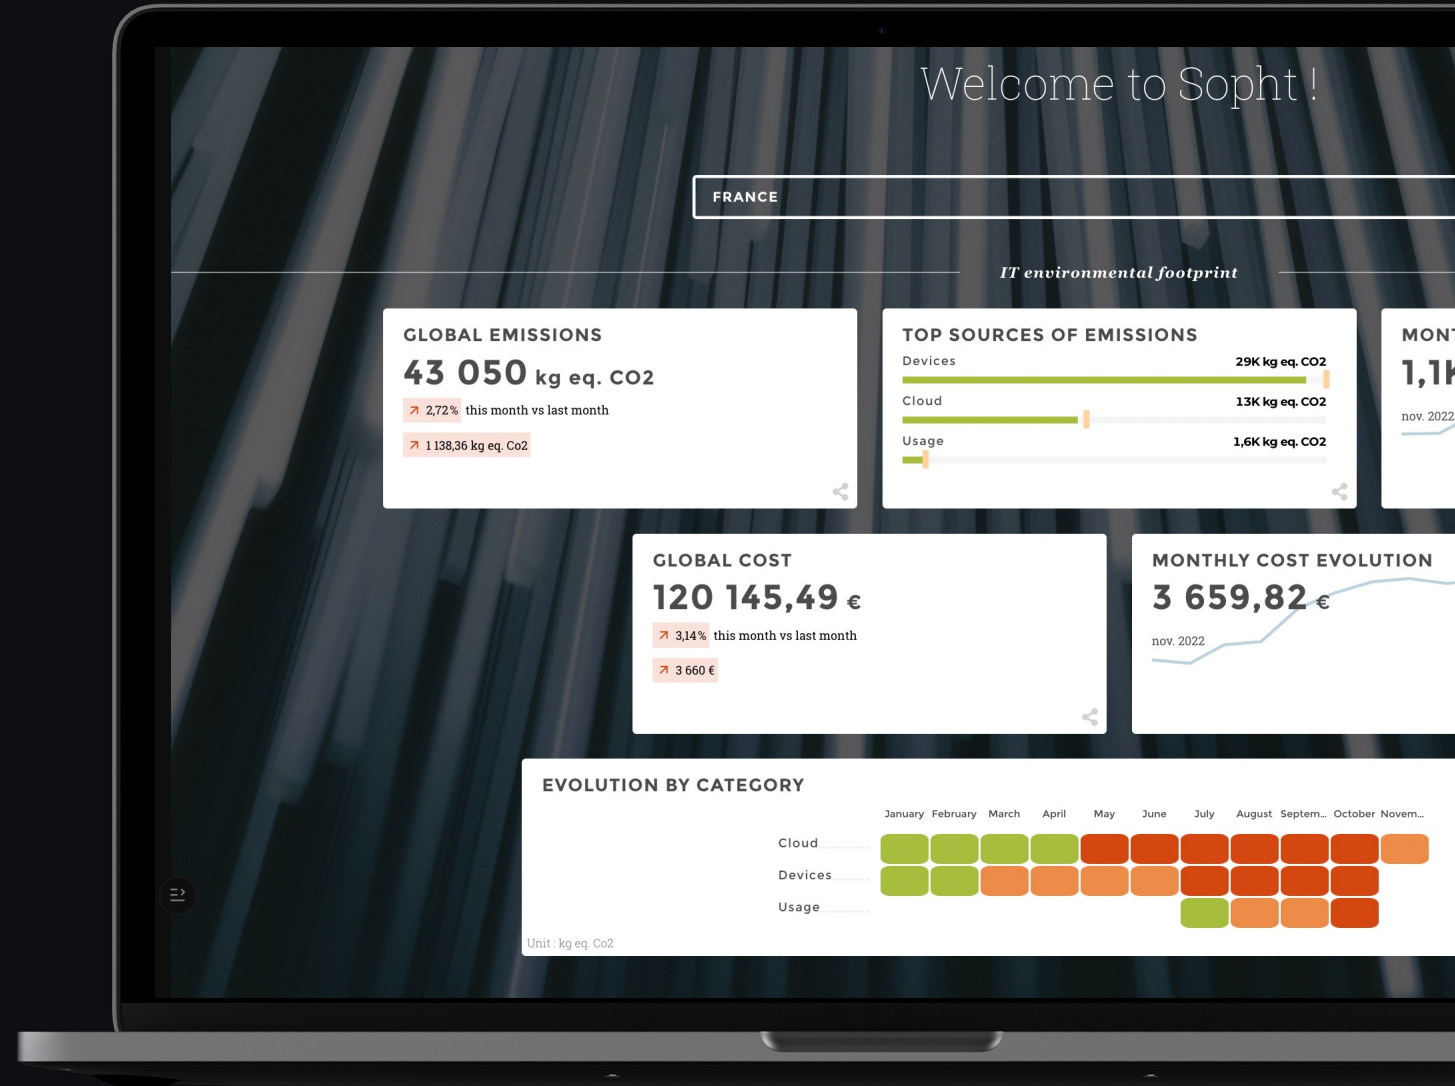 Welcome to Sopht !
FRANCE
IT environmental footprint
GLOBAL EMISSIONS
43 050 kg eq. CO2
2,72% this month vs last month
1 138,36 kg eq. Co2
TOP SOURCES OF EMISSIONS
Devices 29K kg eq. CO2
Cloud 13K kg eq. CO2
Usage 1,6K kg eq. CO2
MONT
1,1K
nov. 2022
GLOBAL COST
120 145,49 €
3,14% this month vs last month
3 660 €
MONTHLY COST EVOLUTION
3 659,82 €
nov. 2022
EVOLUTION BY CATEGORY
January February March April May June July August Septem... October Novem...
Cloud
Devices
Usage
Unit : kg eq. Co2